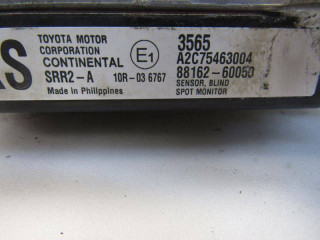 AS
TOYOTA MOTOR
CORPORATION
CONTINENTAL
SRR2-A
Made in Philippines
E1
10R-03 6767
3565
A2C75463004
88162-60050
SENSOR, BLIND
SPOT MONITOR